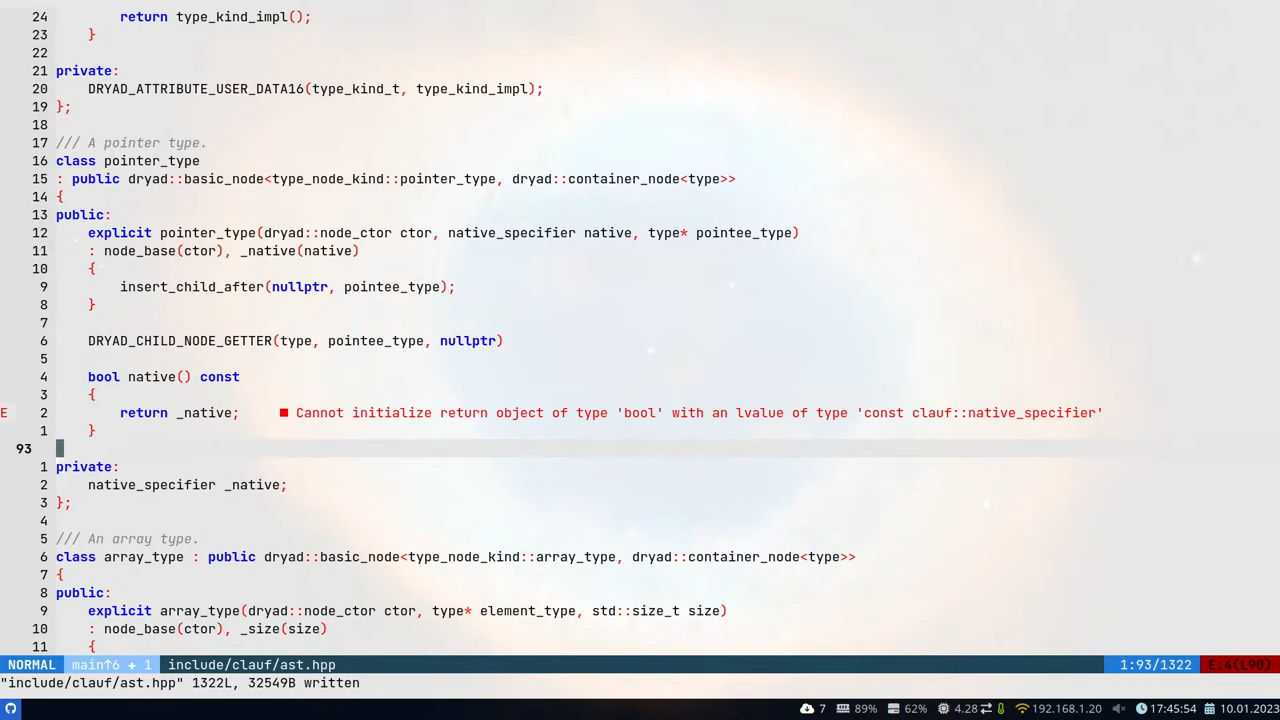 24 return type_kind_impl();
23 }
22
21 private:
20 DRYAD_ATTRIBUTE_USER_DATA16(type_kind_t, type_kind_impl);
19 };
18
17 /// A pointer type.
16 class pointer_type
15 : public dryad::basic_node<type_node_kind::pointer_type, dryad::container_node<type>>
14 {
13 public:
12 explicit pointer_type(dryad::node_ctor ctor, native_specifier native, type* pointee_type)
11 : node_base(ctor), _native(native)
10 {
9 insert_child_after(nullptr, pointee_type);
8 }
7
6 DRYAD_CHILD_NODE_GETTER(type, pointee_type, nullptr)
5
4 bool native() const
3 {
E 2 return _native; ■ Cannot initialize return object of type 'bool' with an lvalue of type 'const clauf::native_specifier'
1 }
93
1 private:
2 native_specifier _native;
3 };
4
5 /// An array type.
6 class array_type : public dryad::basic_node<type_node_kind::array_type, dryad::container_node<type>>
7 {
8 public:
9 explicit array_type(dryad::node_ctor ctor, type* element_type, std::size_t size)
10 : node_base(ctor), _size(size)
11 {
NORMAL main↑6 + 1 include/clauf/ast.hpp 1:93/1322 E:4(L90)
"include/clauf/ast.hpp" 1322L, 32549B written
7 89% 62% 4.28 192.168.1.20 17:45:54 10.01.2023